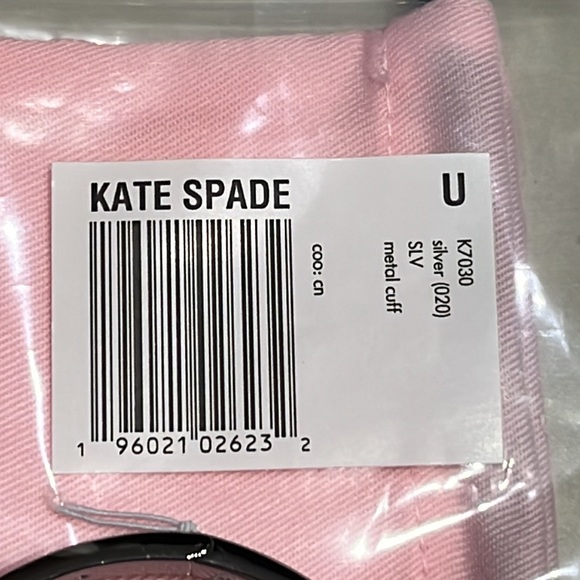 KATE SPADE
U
K7030
silver (020)
SLV
metal cuff
coo: cn
1 96021 02623 2